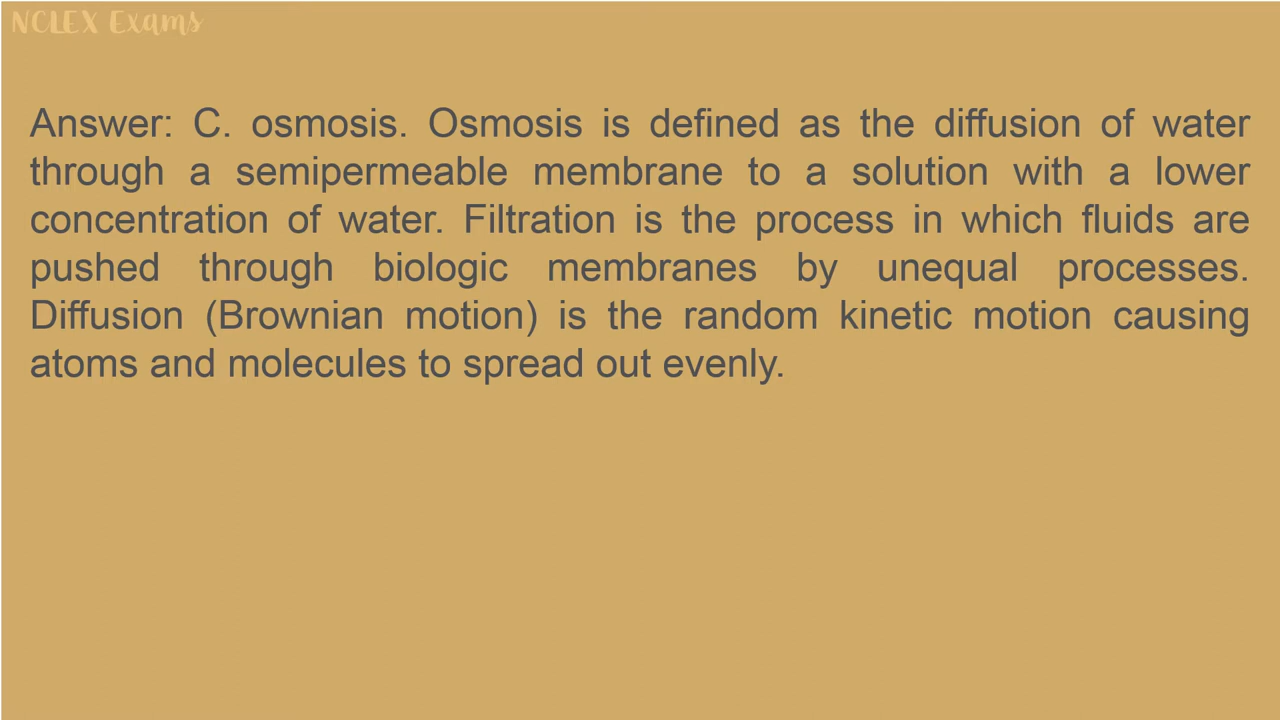 NCLEX Exams
Answer: C. osmosis. Osmosis is defined as the diffusion of water
through a semipermeable membrane to a solution with a lower
concentration of water. Filtration is the process in which fluids are
pushed through biologic membranes by unequal processes.
Diffusion (Brownian motion) is the random kinetic motion causing
atoms and molecules to spread out evenly.